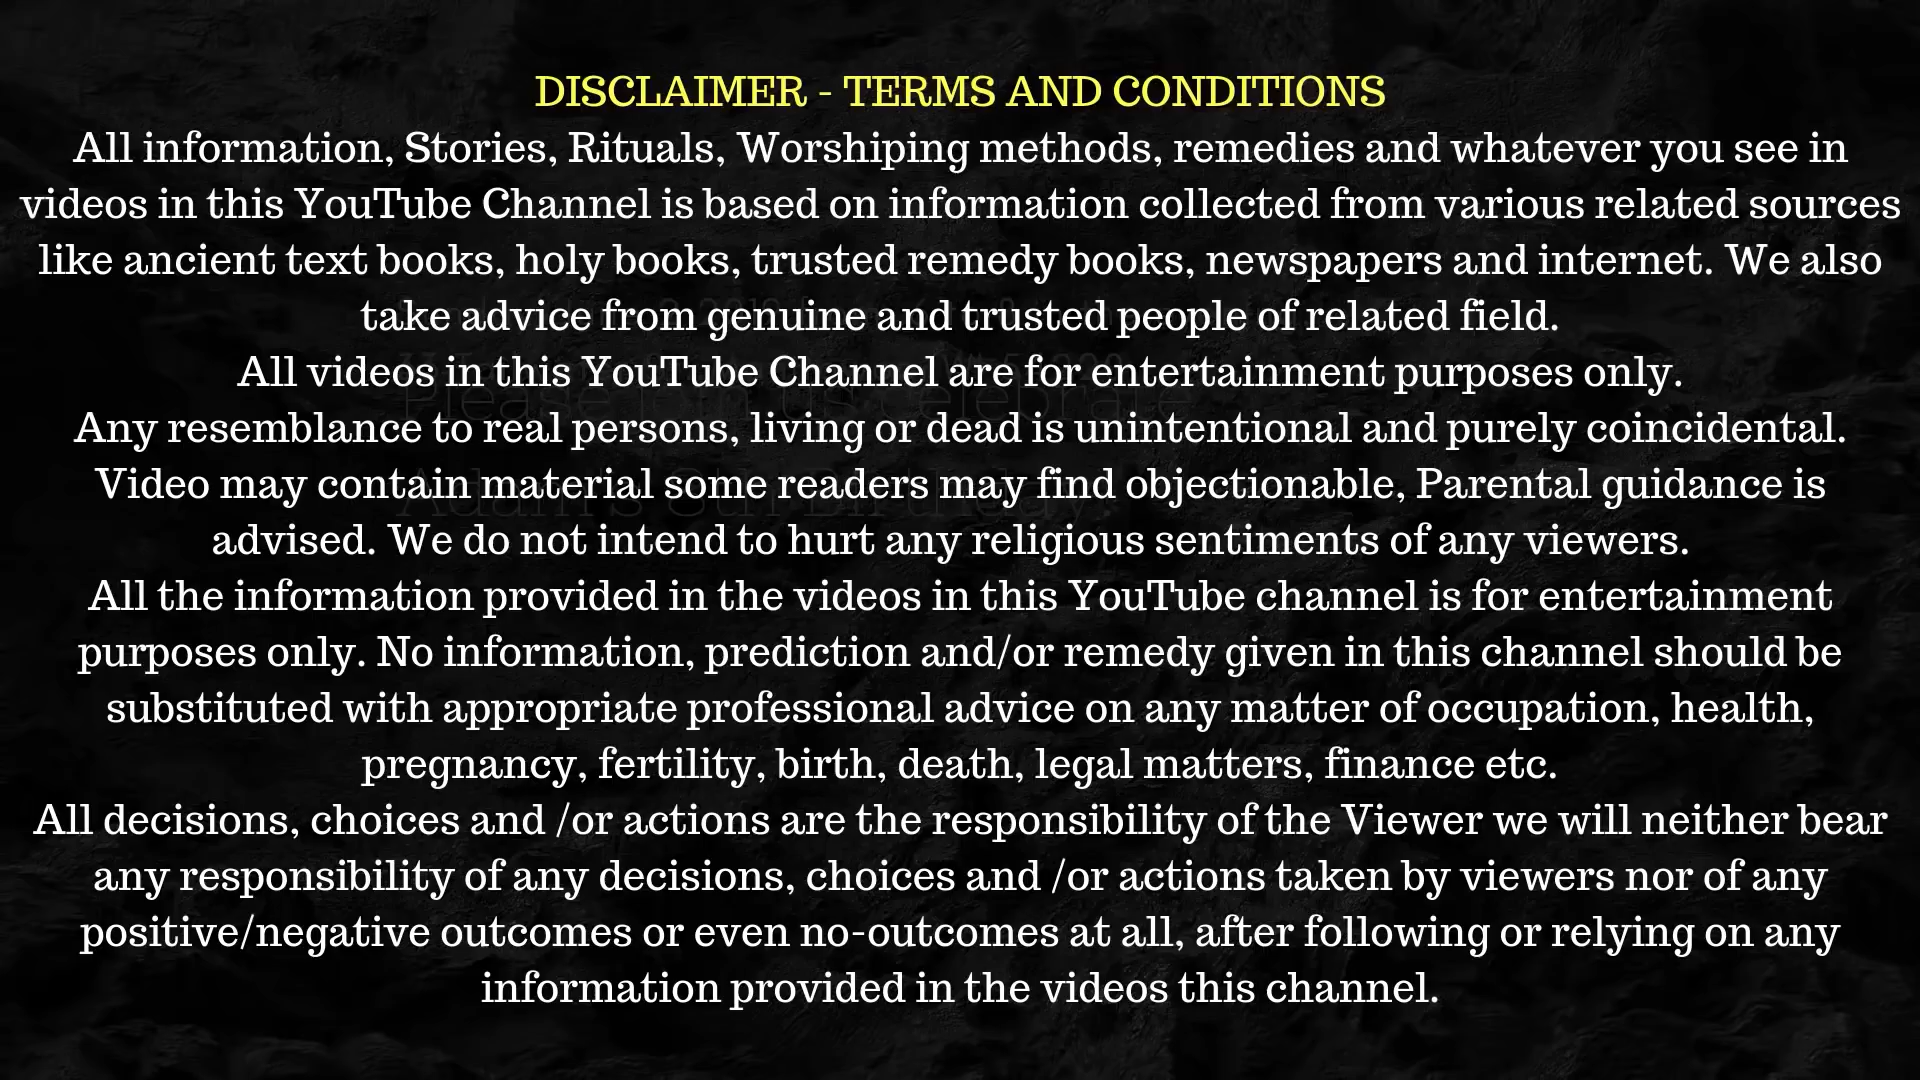 DISCLAIMER - TERMS AND CONDITIONS
All information, Stories, Rituals, Worshiping methods, remedies and whatever you see in
videos in this YouTube Channel is based on information collected from various related sources
like ancient text books, holy books, trusted remedy books, newspapers and internet. We also
take advice from genuine and trusted people of related field.
All videos in this YouTube Channel are for entertainment purposes only.
Please join us celebrate
Any resemblance to real persons, living or dead is unintentional and purely coincidental.
Video may contain material some readers may find objectionable, Parental guidance is
Adam's 8th Birthday!
advised. We do not intend to hurt any religious sentiments of any viewers.
All the information provided in the videos in this YouTube channel is for entertainment
purposes only. No information, prediction and/or remedy given in this channel should be
substituted with appropriate professional advice on any matter of occupation, health,
pregnancy, fertility, birth, death, legal matters, finance etc.
All decisions, choices and /or actions are the responsibility of the Viewer we will neither bear
any responsibility of any decisions, choices and /or actions taken by viewers nor of any
positive/negative outcomes or even no-outcomes at all, after following or relying on any
information provided in the videos this channel.